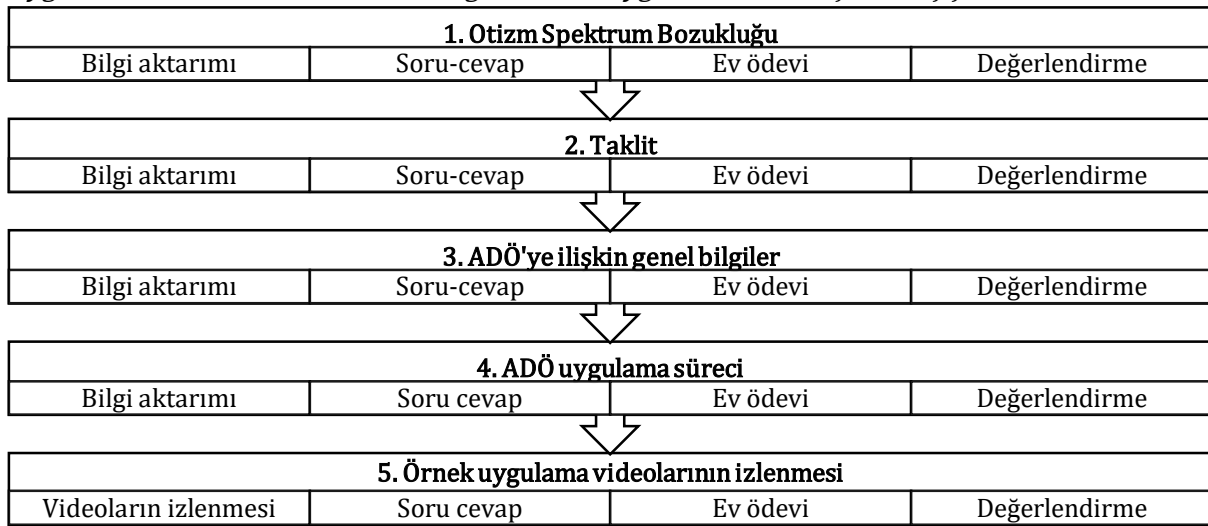 1. Otizm Spektrum Bozukluğu
Bilgi aktarımı Soru-cevap Ev ödevi Değerlendirme
2. Taklit
Bilgi aktarımı Soru-cevap Ev ödevi Değerlendirme
3. ADÖ'ye ilişkin genel bilgiler
Bilgi aktarımı Soru-cevap Ev ödevi Değerlendirme
4. ADÖ uygulama süreci
Bilgi aktarımı Soru cevap Ev ödevi Değerlendirme
5. Örnek uygulama videolarının izlenmesi
Videoların izlenmesi Soru cevap Ev ödevi Değerlendirme